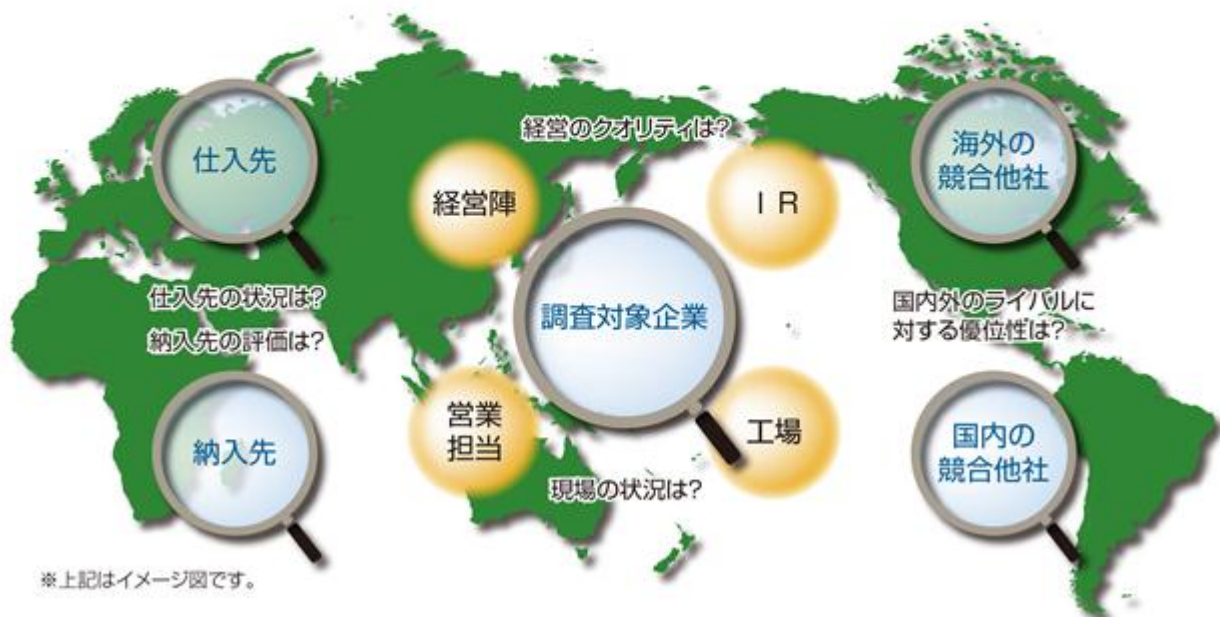 経営のクオリティは?
仕入先
経営陣
I R
海外の
競合他社
調査対象企業
仕入先の状況は?
納入先の評価は?
国内外のライバルに
対する優位性は?
納入先
営業
担当
工場
国内の
競合他社
現場の状況は?
※上記はイメージ図です。